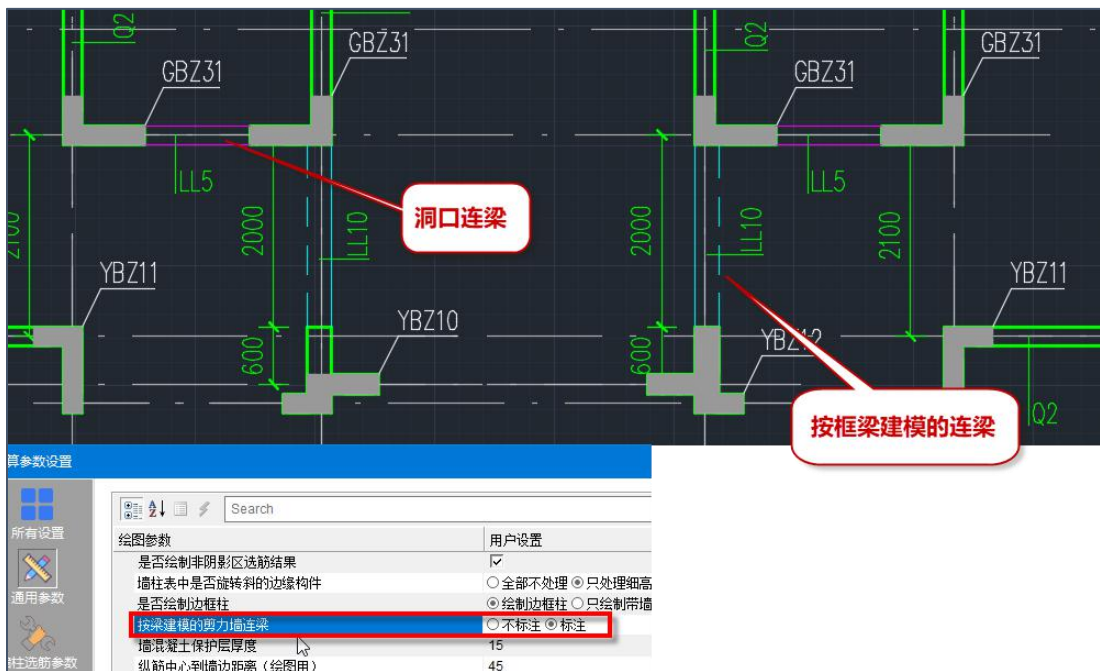 Q2
Q2
GBZ31
GBZ31
GBZ31
GBZ31
LL5
洞口连梁
LL5
2100
2000
LL10
2000
LL10
2100
YBZ11
YBZ11
YBZ10
YBZ12
600
600
按框梁建模的连梁
Q2
算参数设置
Search
所有设置
绘图参数 用户设置
是否绘制非阴影区选筋结果
墙柱表中是否旋转斜的边缘构件 全部不处理 只处理细高
通用参数
是否绘制边框柱 绘制边框柱 只绘制带墙
按梁建模的剪力墙连梁 不标注 标注
墙混凝土保护层厚度 15
柱选筋参数
纵筋中心到墙边距离（绘图用） 45